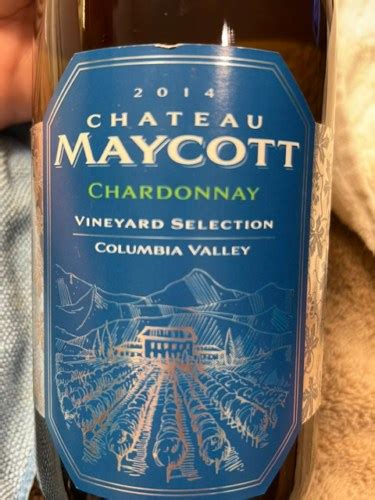 2014
CHATEAU
MAYCOTT
CHARDONNAY
VINEYARD SELECTION
COLUMBIA VALLEY